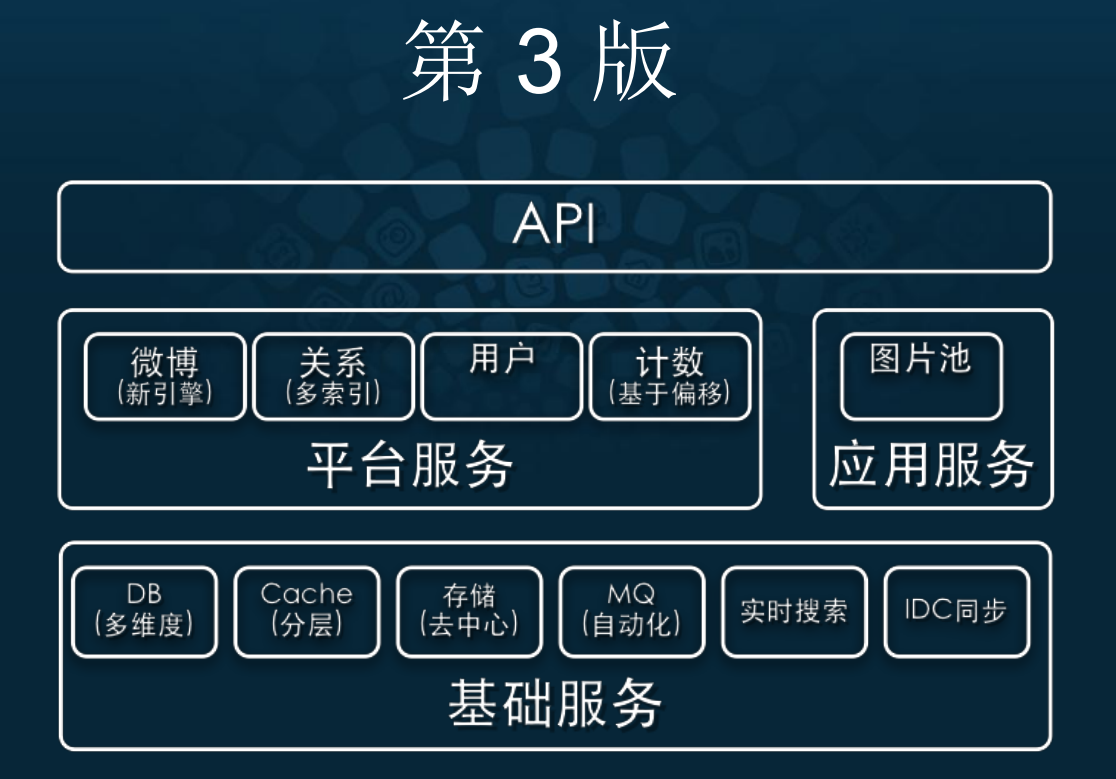 第 3 版
API
微博
(新引擎)
关系
(多索引)
用户
计数
(基于偏移)
平台服务
图片池
应用服务
DB
(多维度)
Cache
(分层)
存储
(去中心)
MQ
(自动化)
实时搜索
IDC同步
基础服务